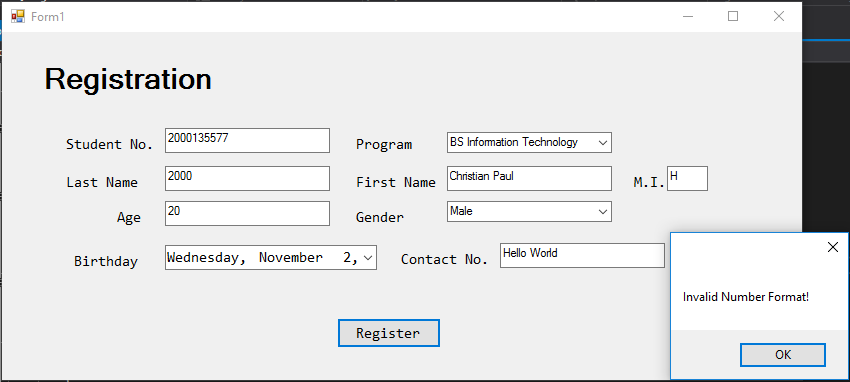 Form1
Registration
Student No. 2000135577 Program BS Information Technology
Last Name 2000 First Name Christian Paul M.I. H
Age 20 Gender Male
Birthday Wednesday, November 2, Contact No. Hello World
Register
Invalid Number Format!
OK